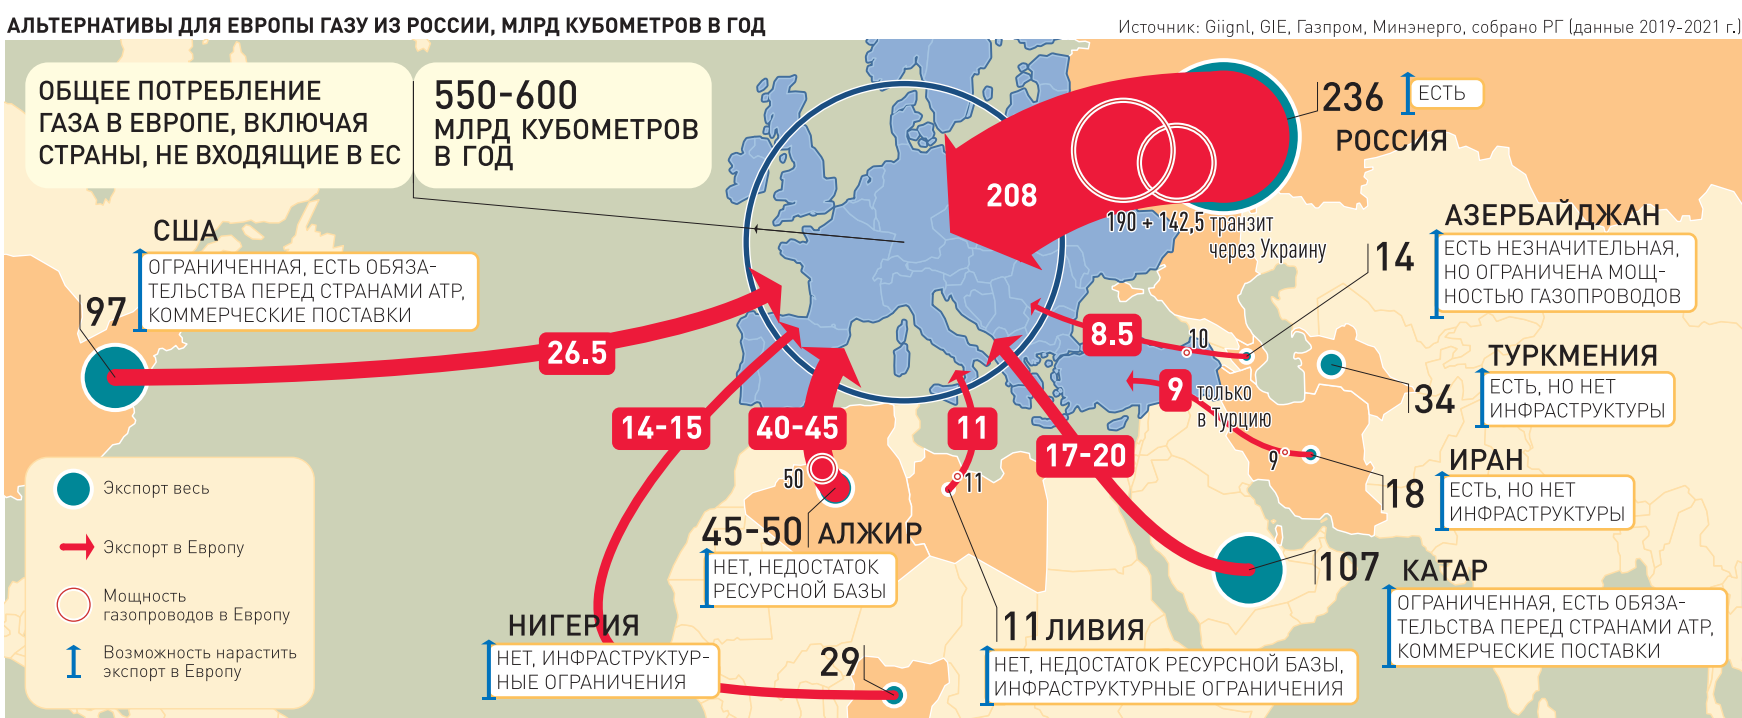 АЛЬТЕРНАТИВЫ ДЛЯ ЕВРОПЫ ГАЗУ ИЗ РОССИИ, МЛРД КУБОМЕТРОВ В ГОД
Источник: Giignl, GIE, Газпром, Минэнерго, собрано РГ (данные 2019-2021 г.)
ОБЩЕЕ ПОТРЕБЛЕНИЕ
ГАЗА В ЕВРОПЕ, ВКЛЮЧАЯ
СТРАНЫ, НЕ ВХОДЯЩИЕ В ЕС
550-600
МЛРД КУБОМЕТРОВ
В ГОД
236
ЕСТЬ
РОССИЯ
208
190 + 142,5 транзит
через Украину
США
ОГРАНИЧЕННАЯ, ЕСТЬ ОБЯЗА-
ТЕЛЬСТВА ПЕРЕД СТРАНАМИ АТР,
КОММЕРЧЕСКИЕ ПОСТАВКИ
97
26.5
АЗЕРБАЙДЖАН
14
ЕСТЬ НЕЗНАЧИТЕЛЬНАЯ,
НО ОГРАНИЧЕНА МОЩ-
НОСТЬЮ ГАЗОПРОВОДОВ
8.5
10
ТУРКМЕНИЯ
34
ЕСТЬ, НО НЕТ
ИНФРАСТРУКТУРЫ
9
только
в Турцию
9
ИРАН
18
ЕСТЬ, НО НЕТ
ИНФРАСТРУКТУРЫ
14-15
40-45
11
17-20
50
11
45-50
АЛЖИР
НЕТ, НЕДОСТАТОК
РЕСУРСНОЙ БАЗЫ
107
КАТАР
ОГРАНИЧЕННАЯ, ЕСТЬ ОБЯЗА-
ТЕЛЬСТВА ПЕРЕД СТРАНАМИ АТР,
КОММЕРЧЕСКИЕ ПОСТАВКИ
НИГЕРИЯ
НЕТ, ИНФРАСТРУКТУР-
НЫЕ ОГРАНИЧЕНИЯ
29
11 ЛИВИЯ
НЕТ, НЕДОСТАТОК РЕСУРСНОЙ БАЗЫ,
ИНФРАСТРУКТУРНЫЕ ОГРАНИЧЕНИЯ
Экспорт весь
Экспорт в Европу
Мощность
газопроводов в Европу
Возможность нарастить
экспорт в Европу